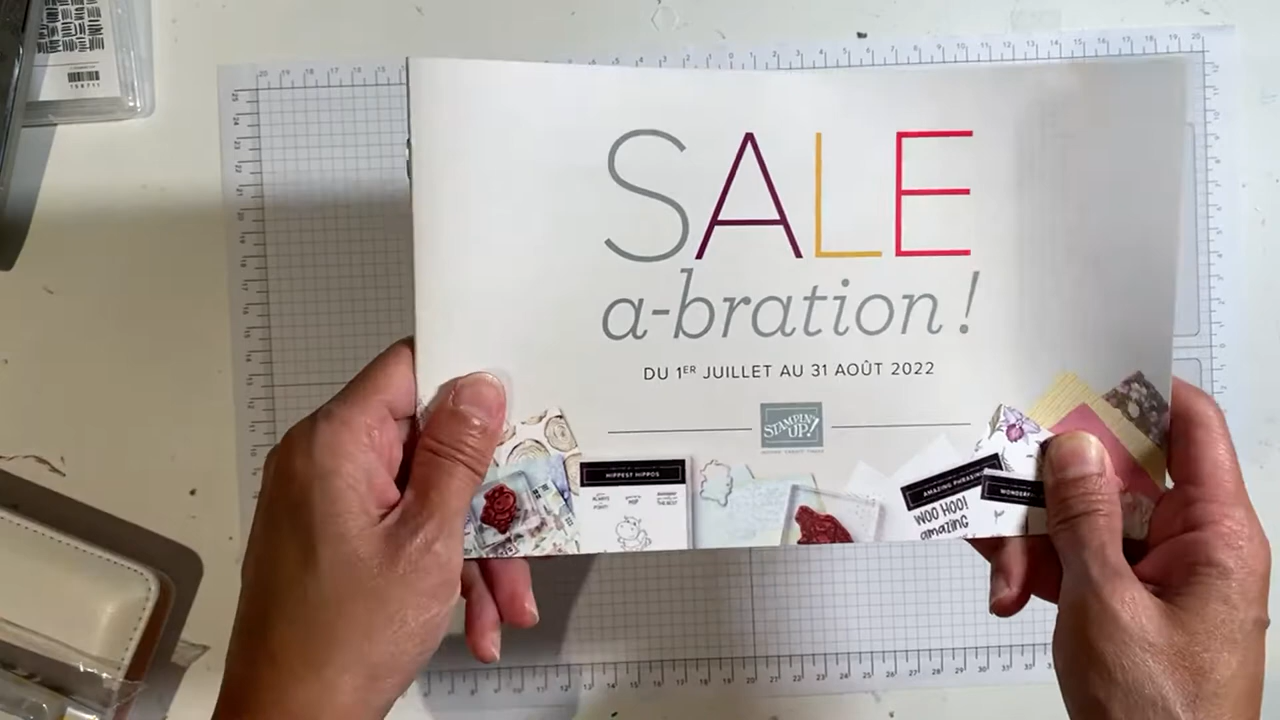 SALE
a-bration!
DU 1ER JUILLET AU 31 AOÛT 2022
STAMPIN' UP!
HIPPEST HIPPOS
AMAZING PHRASING
WOO HOO!
amazing